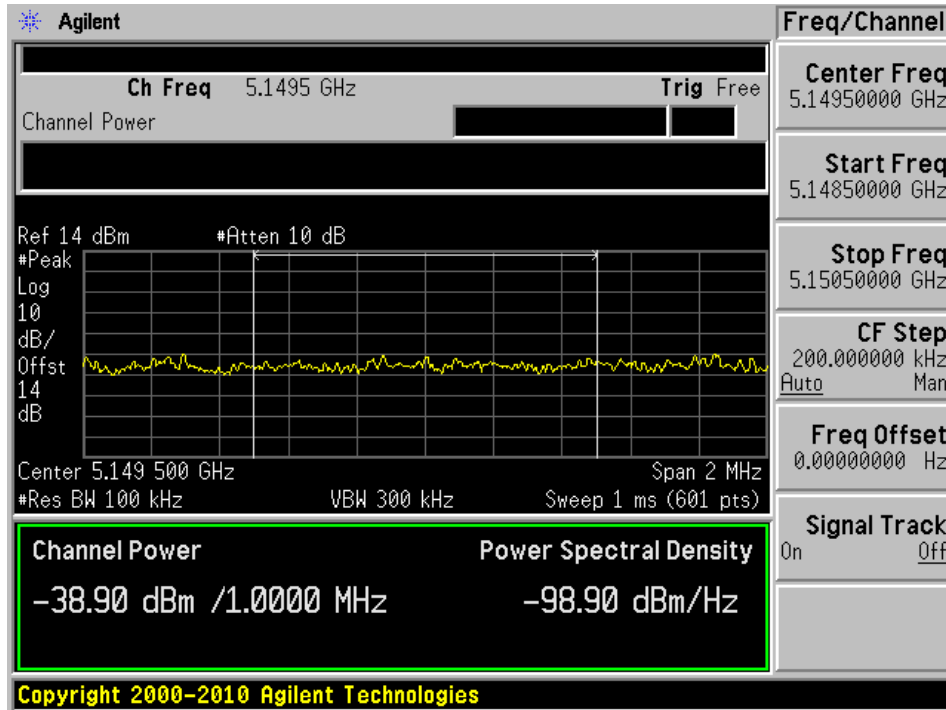 Agilent
Freq/Channel
Ch Freq 5.1495 GHz Trig Free
Channel Power
Ref 14 dBm #Atten 10 dB
#Peak
Log
10
dB/
Offst
14
dB
Center 5.149 500 GHz Span 2 MHz
#Res BW 100 kHz VBW 300 kHz Sweep 1 ms (601 pts)
Channel Power Power Spectral Density
-38.90 dBm /1.0000 MHz -98.90 dBm/Hz
Center Freq
5.14950000 GHz
Start Freq
5.14850000 GHz
Stop Freq
5.15050000 GHz
CF Step
200.000000 kHz
Auto Man
Freq Offset
0.00000000 Hz
Signal Track
On Off
Copyright 2000-2010 Agilent Technologies